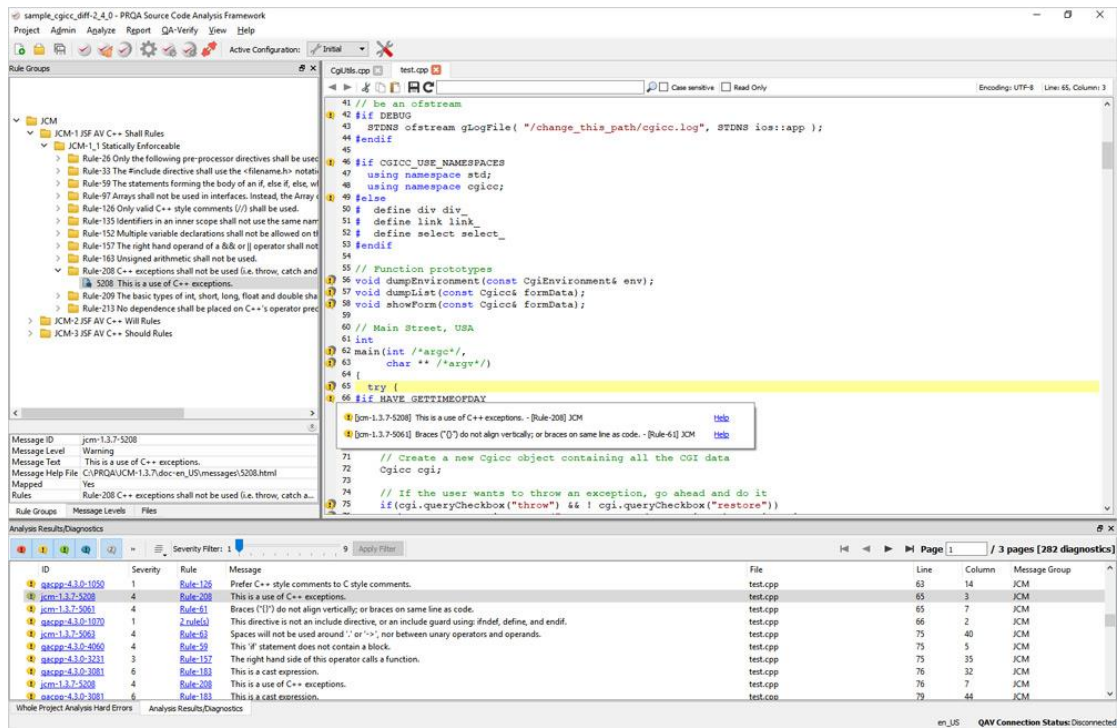 sample_cgicc_diff-2_4_0 - PRQA Source Code Analysis Framework
Project Admin Analyze Report QA-Verify View Help
Active Configuration: Initial
Rule Groups
JCM
JCM-1 JSF AV C++ Shall Rules
JCM-1_1 Statically Enforceable
Rule-26 Only the following pre-processor directives shall be used
Rule-33 The #include directive shall use the <filename.h> notati
Rule-59 The statements forming the body of an if, else if, else, wl
Rule-97 Arrays shall not be used in interfaces. Instead, the Array
Rule-126 Only valid C++ style comments (//) shall be used.
Rule-135 Identifiers in an inner scope shall not use the same nam
Rule-152 Multiple variable declarations shall not be allowed on th
Rule-157 The right hand operand of a && or || operator shall not
Rule-163 Unsigned arithmetic shall not be used.
Rule-208 C++ exceptions shall not be used (i.e. throw, catch and
5208 This is a use of C++ exceptions.
Rule-209 The basic types of int, short, long, float and double sha
Rule-213 No dependence shall be placed on C++'s operator prec
JCM-2 JSF AV C++ Will Rules
JCM-3 JSF AV C++ Should Rules
Message ID jcm-1.3.7-5208
Message Level Warning
Message Text This is a use of C++ exceptions.
Message Help File C:\PRQA\JCM-1.3.7\doc-en_US\messages\5208.html
Mapped Yes
Rules Rule-208 C++ exceptions shall not be used (i.e. throw, catch a...
Rule Groups Message Levels Files
CgiUtils.cpp test.cpp
Case sensitive Read Only Encoding: UTF-8 Line: 65, Column: 3
41 // be an ofstream
42 #if DEBUG
43 STDNS ofstream gLogFile( "/change_this_path/cgicc.log", STDNS ios::app );
44 #endif
45
46 #if CGICC_USE_NAMESPACES
47 using namespace std;
48 using namespace cgicc;
49 #else
50 # define div div_
51 # define link link_
52 # define select select_
53 #endif
54
55 // Function prototypes
56 void dumpEnvironment(const CgiEnvironment& env);
57 void dumpList(const Cgicc& formData);
58 void showForm(const Cgicc& formData);
59
60 // Main Street, USA
61 int
62 main(int /*argc*/,
63 char ** /*argv*/)
64 {
65 try {
66 #if HAVE_GETTIMEOFDAY
[jcm-1.3.7-5208] This is a use of C++ exceptions. - [Rule-208] JCM Help
[jcm-1.3.7-5061] Braces ("{}") do not align vertically; or braces on same line as code. - [Rule-61] JCM Help
71 // Create a new Cgicc object containing all the CGI data
72 Cgicc cgi;
73
74 // If the user wants to throw an exception, go ahead and do it
75 if(cgi.queryCheckbox("throw") && ! cgi.queryCheckbox("restore"))
Analysis Results/Diagnostics
Severity Filter: 1 9 Apply Filter Page 1 / 3 pages [282 diagnostics]
ID Severity Rule Message File Line Column Message Group
qacpp-4.3.0-1050 1 Rule-126 Prefer C++ style comments to C style comments. test.cpp 63 14 JCM
jcm-1.3.7-5208 4 Rule-208 This is a use of C++ exceptions. test.cpp 65 3 JCM
jcm-1.3.7-5061 4 Rule-61 Braces ("{}") do not align vertically; or braces on same line as code. test.cpp 65 7 JCM
qacpp-4.3.0-1070 1 2 rule(s) This directive is not an include directive, or an include guard using: ifndef, define, and endif. test.cpp 66 2 JCM
jcm-1.3.7-5063 4 Rule-63 Spaces will not be used around '.' or '->', nor between unary operators and operands. test.cpp 75 40 JCM
qacpp-4.3.0-4060 4 Rule-59 This 'if' statement does not contain a block. test.cpp 75 5 JCM
qacpp-4.3.0-3231 3 Rule-157 The right hand side of this operator calls a function. test.cpp 75 35 JCM
qacpp-4.3.0-3081 6 Rule-183 This is a cast expression. test.cpp 76 32 JCM
jcm-1.3.7-5208 4 Rule-208 This is a use of C++ exceptions. test.cpp 76 7 JCM
qacpp-4.3.0-3081 6 Rule-183 This is a cast expression. test.cpp 79 44 JCM
Whole Project Analysis Hard Errors Analysis Results/Diagnostics
en_US QAV Connection Status: Disconnected